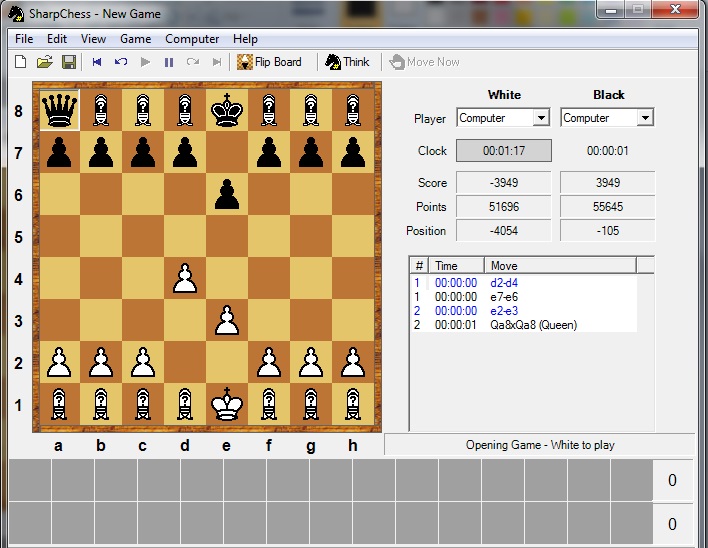 SharpChess - New Game
File Edit View Game Computer Help
Flip Board Think Move Now
White Black
Player Computer Computer
Clock 00:01:17 00:00:01
Score -3949 3949
Points 51696 55645
Position -4054 -105
# Time Move
1 00:00:00 d2-d4
1 00:00:00 e7-e6
2 00:00:00 e2-e3
2 00:00:01 Qa8xQa8 (Queen)
8
? ? ? ? ? ?
7
6
5
4
3
2
1
? ? ? ? ? ? ?
a b c d e f g h
Opening Game - White to play
0
0